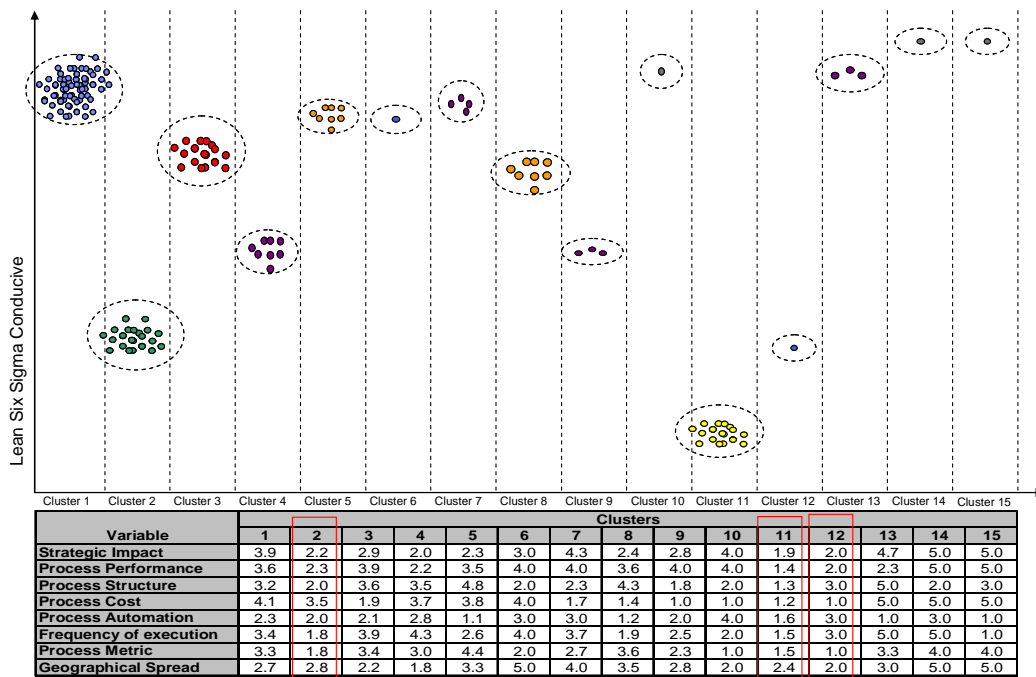 Lean Six Sigma Conducive
Cluster 1 Cluster 2 Cluster 3 Cluster 4 Cluster 5 Cluster 6 Cluster 7 Cluster 8 Cluster 9 Cluster 10 Cluster 11 Cluster 12 Cluster 13 Cluster 14 Cluster 15
Clusters
Variable 1 2 3 4 5 6 7 8 9 10 11 12 13 14 15
Strategic Impact 3.9 2.2 2.9 2.0 2.3 3.0 4.3 2.4 2.8 4.0 1.9 2.0 4.7 5.0 5.0
Process Performance 3.6 2.3 3.9 2.2 3.5 4.0 4.0 3.6 4.0 4.0 1.4 2.0 2.3 5.0 5.0
Process Structure 3.2 2.0 3.6 3.5 4.8 2.0 2.3 4.3 1.8 2.0 1.3 3.0 5.0 2.0 3.0
Process Cost 4.1 3.5 1.9 3.7 3.8 4.0 1.7 1.4 1.0 1.0 1.2 1.0 5.0 5.0 5.0
Process Automation 2.3 2.0 2.1 2.8 1.1 3.0 3.0 1.2 2.0 4.0 1.6 3.0 1.0 3.0 1.0
Frequency of execution 3.4 1.8 3.9 4.3 2.6 4.0 3.7 1.9 2.5 2.0 1.5 3.0 5.0 5.0 1.0
Process Metric 3.3 1.8 3.4 3.0 4.4 2.0 2.7 3.6 2.3 1.0 1.5 1.0 3.3 4.0 4.0
Geographical Spread 2.7 2.8 2.2 1.8 3.3 5.0 4.0 3.5 2.8 2.0 2.4 2.0 3.0 5.0 5.0